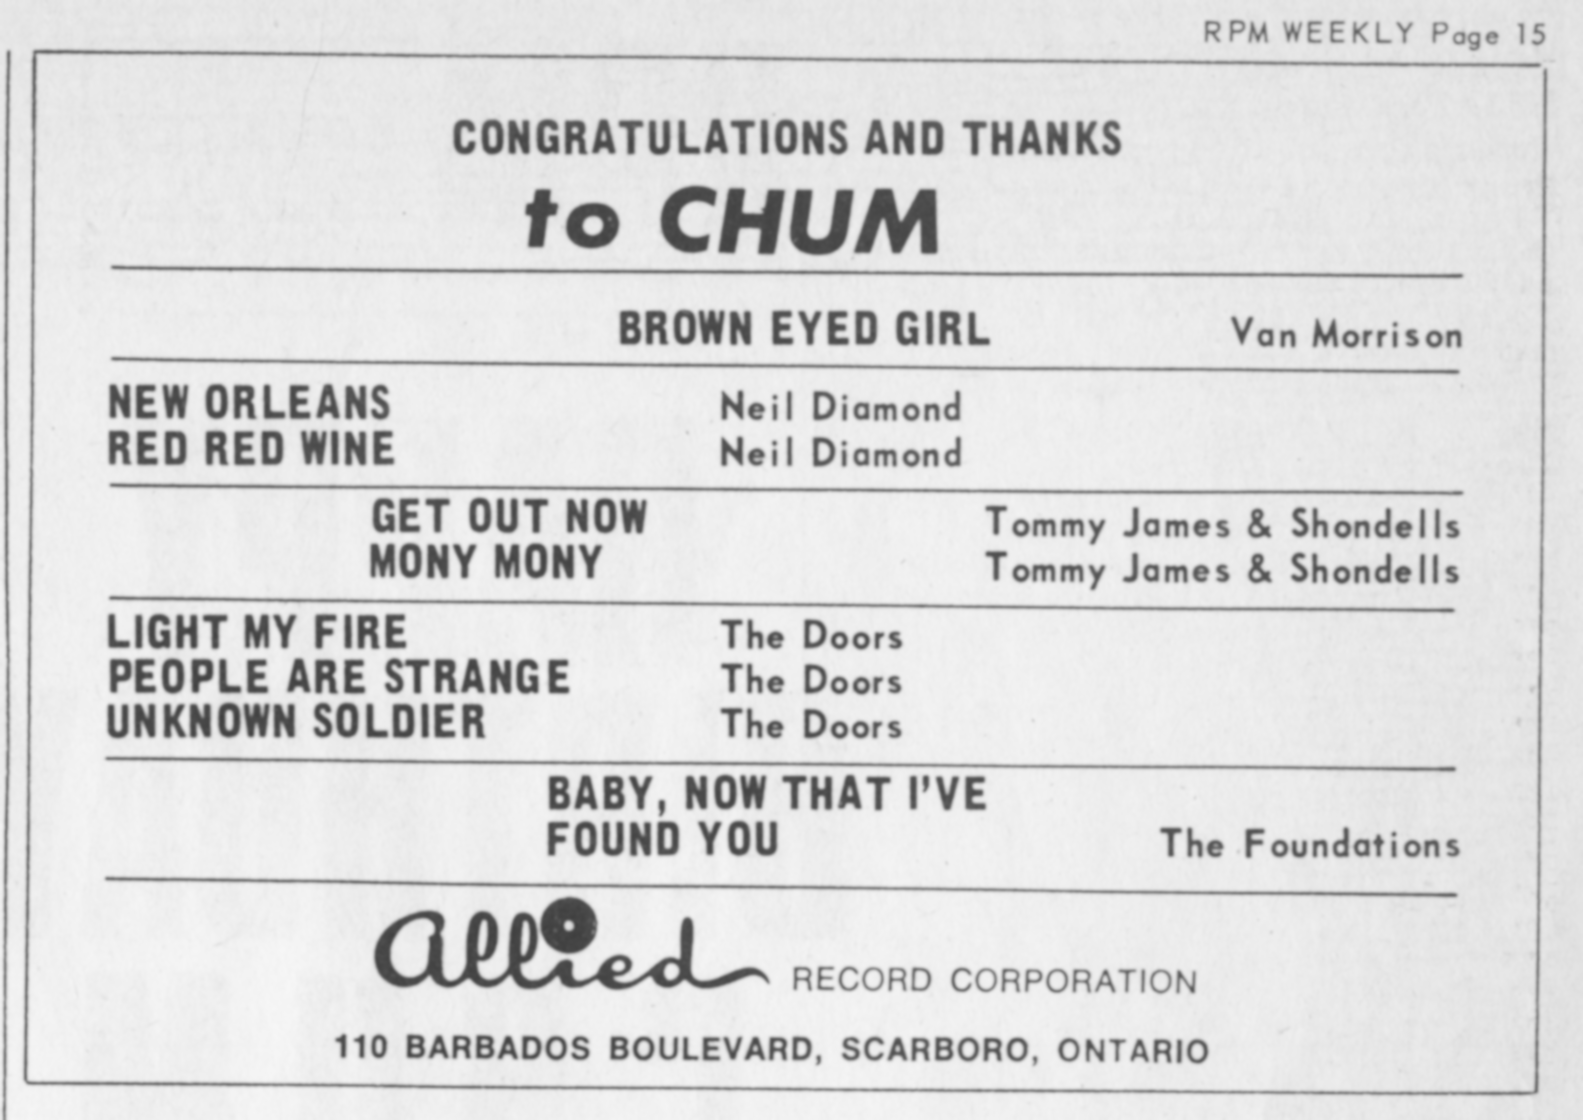 RPM WEEKLY Page 15
CONGRATULATIONS AND THANKS
to CHUM
BROWN EYED GIRL Van Morrison
NEW ORLEANS Neil Diamond
RED RED WINE Neil Diamond
GET OUT NOW Tommy James & Shondells
MONY MONY Tommy James & Shondells
LIGHT MY FIRE The Doors
PEOPLE ARE STRANGE The Doors
UNKNOWN SOLDIER The Doors
BABY, NOW THAT I'VE
FOUND YOU The Foundations
allied RECORD CORPORATION
110 BARBADOS BOULEVARD, SCARBORO, ONTARIO